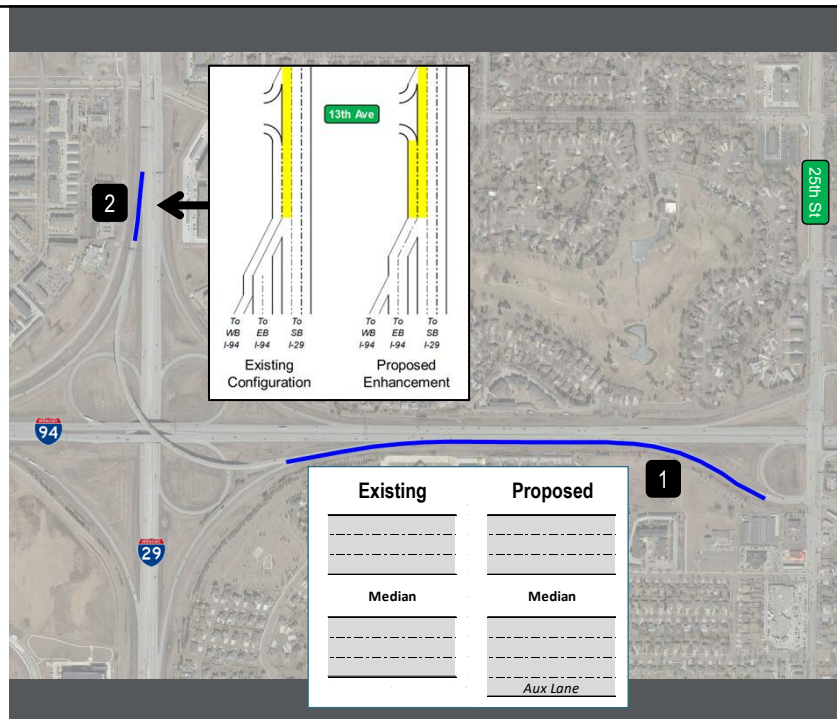 13th Ave
To
WB
I-94
To
EB
I-94
To
SB
I-29
Existing
Configuration
To
WB
I-94
To
EB
I-94
To
SB
I-29
Proposed
Enhancement
25th St
2
94
1
29
Existing
Median
Proposed
Median
Aux Lane